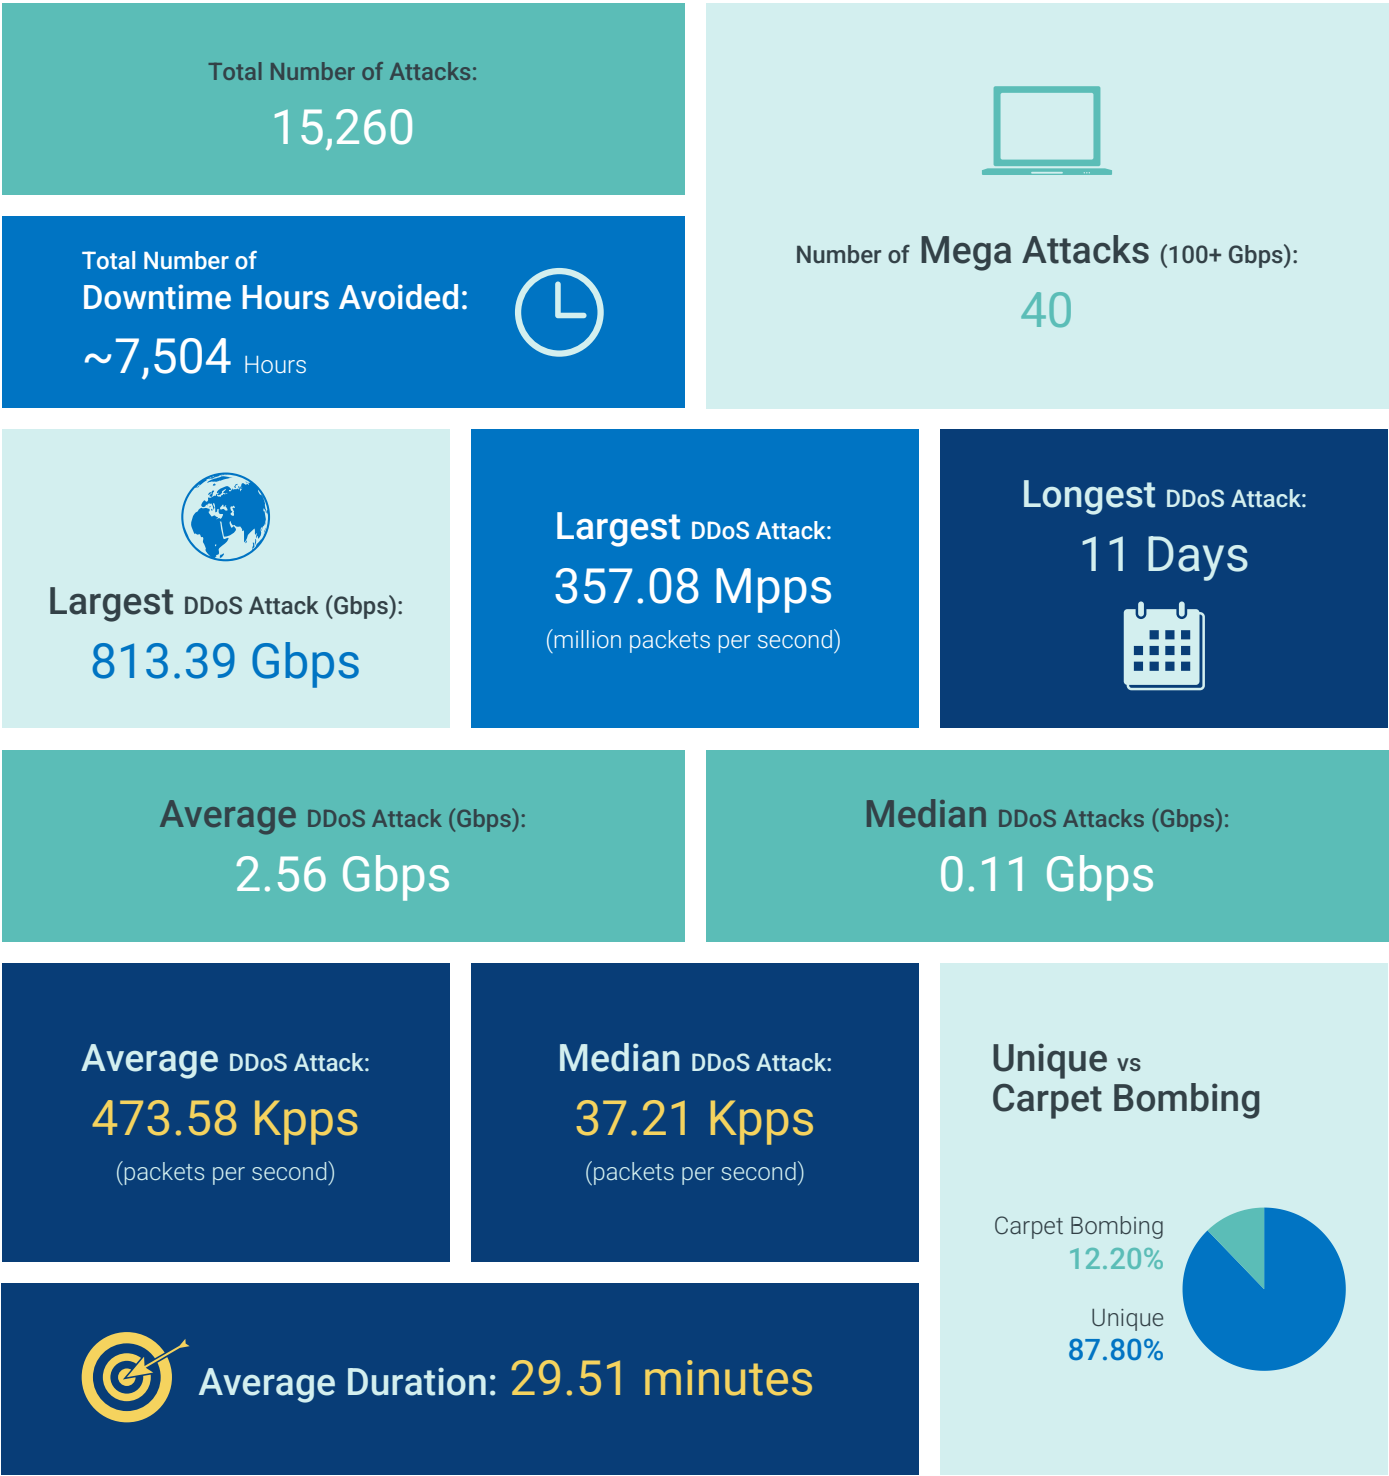 Total Number of Attacks:
15,260
Number of Mega Attacks (100+ Gbps):
40
Total Number of
Downtime Hours Avoided:
~7,504 Hours
Largest DDoS Attack (Gbps):
813.39 Gbps
Largest DDoS Attack:
357.08 Mpps
(million packets per second)
Longest DDoS Attack:
11 Days
Average DDoS Attack (Gbps):
2.56 Gbps
Median DDoS Attacks (Gbps):
0.11 Gbps
Average DDoS Attack:
473.58 Kpps
(packets per second)
Median DDoS Attack:
37.21 Kpps
(packets per second)
Unique vs
Carpet Bombing
Carpet Bombing
12.20%
Unique
87.80%
Average Duration: 29.51 minutes